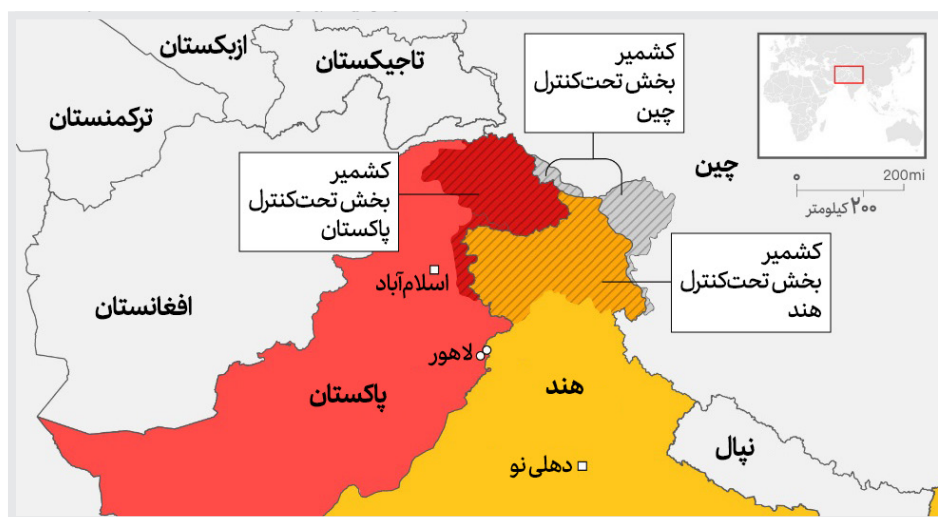 ازبکستان
تاجیکستان
ترکمنستان
کشمیر
بخش تحت‌کنترل
چین
چین
۰
200mi
۲۰۰ کیلومتر
کشمیر
بخش تحت‌کنترل
پاکستان
کشمیر
بخش تحت‌کنترل
هند
اسلام‌آباد
افغانستان
لاهور
پاکستان
هند
نپال
دهلی نو